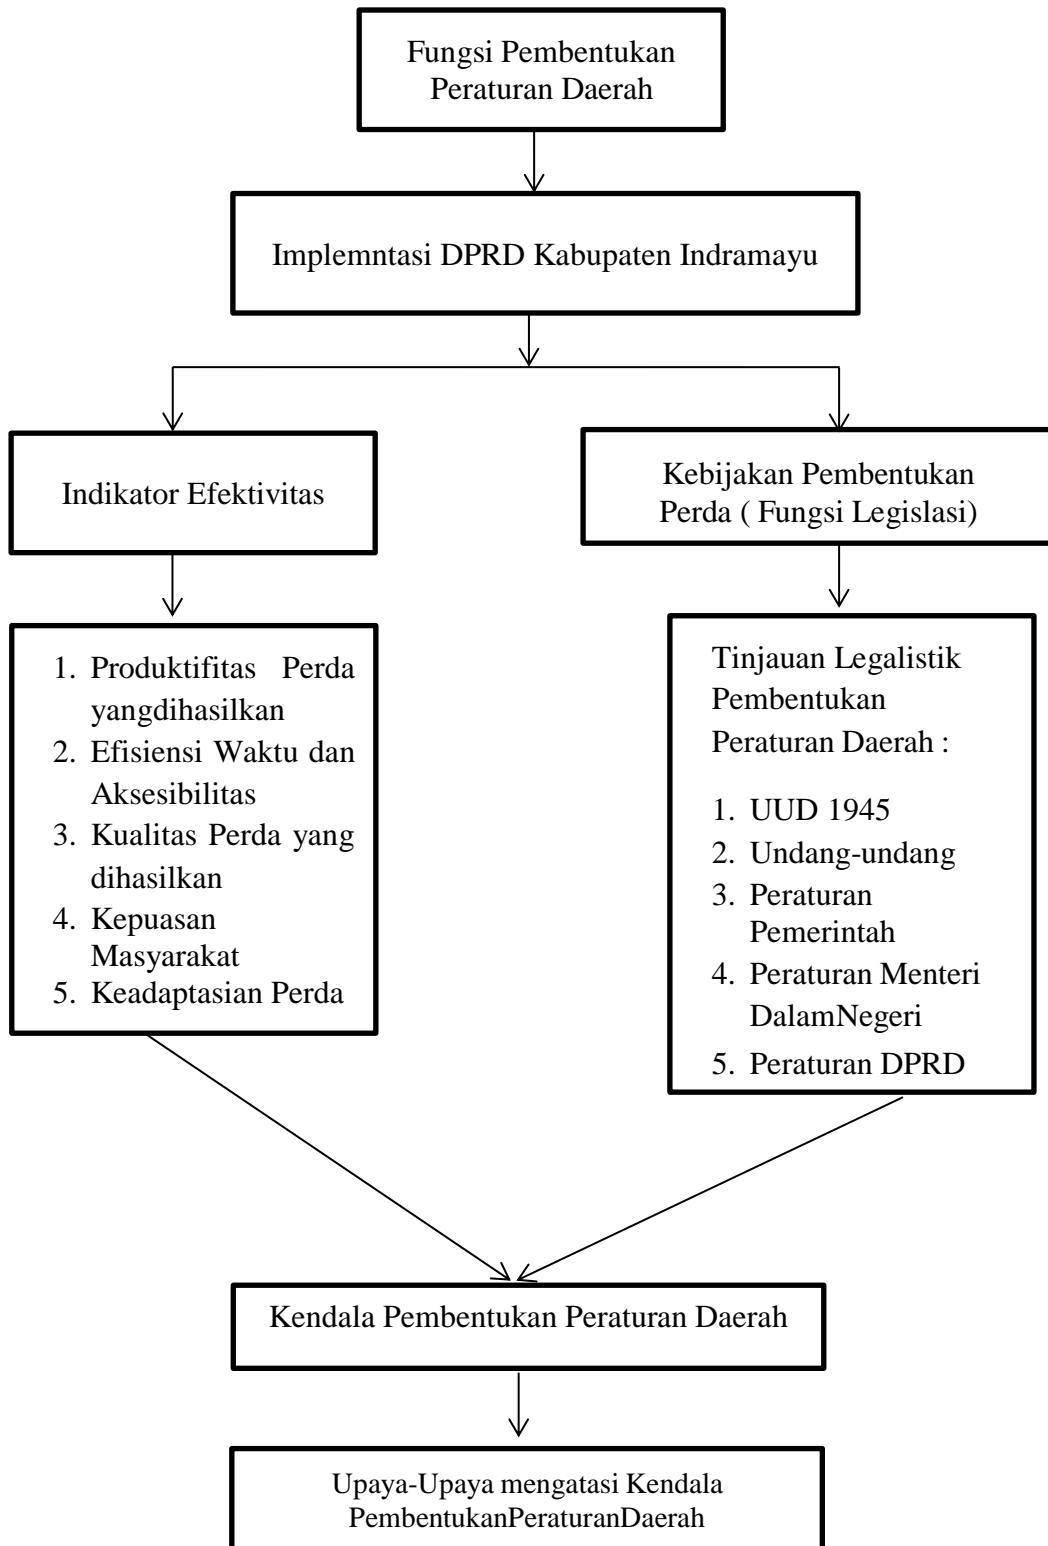 Fungsi Pembentukan
Peraturan Daerah
Implemntasi DPRD Kabupaten Indramayu
Indikator Efektivitas
Kebijakan Pembentukan
Perda ( Fungsi Legislasi)
1. Produktifitas Perda
yangdihasilkan
2. Efisiensi Waktu dan
Aksesibilitas
3. Kualitas Perda yang
dihasilkan
4. Kepuasan
Masyarakat
5. Keadaptasian Perda
Tinjauan Legalistik
Pembentukan
Peraturan Daerah :
1. UUD 1945
2. Undang-undang
3. Peraturan
Pemerintah
4. Peraturan Menteri
DalamNegeri
5. Peraturan DPRD
Kendala Pembentukan Peraturan Daerah
Upaya-Upaya mengatasi Kendala
PembentukanPeraturanDaerah